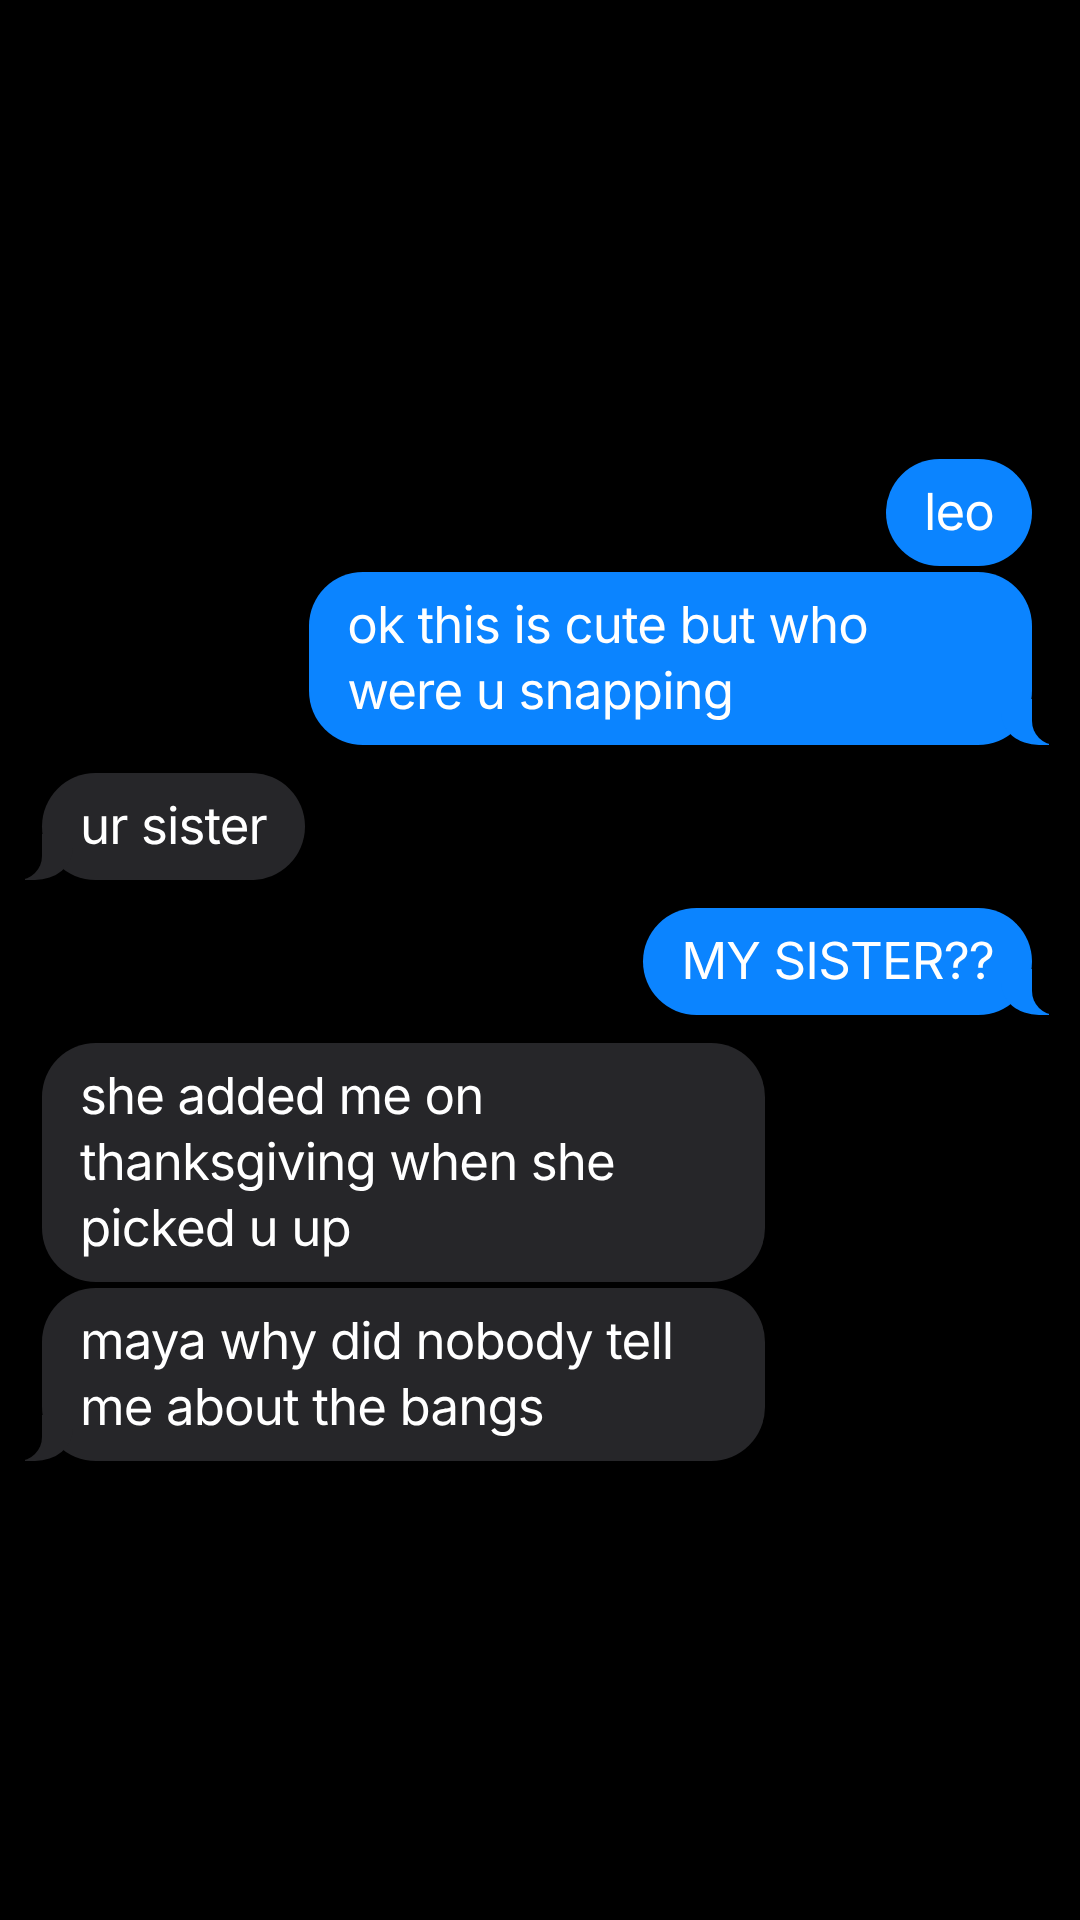 leo
ok this is cute but who
were u snapping
ur sister
MY SISTER??
she added me on
thanksgiving when she
picked u up
maya why did nobody tell
me about the bangs